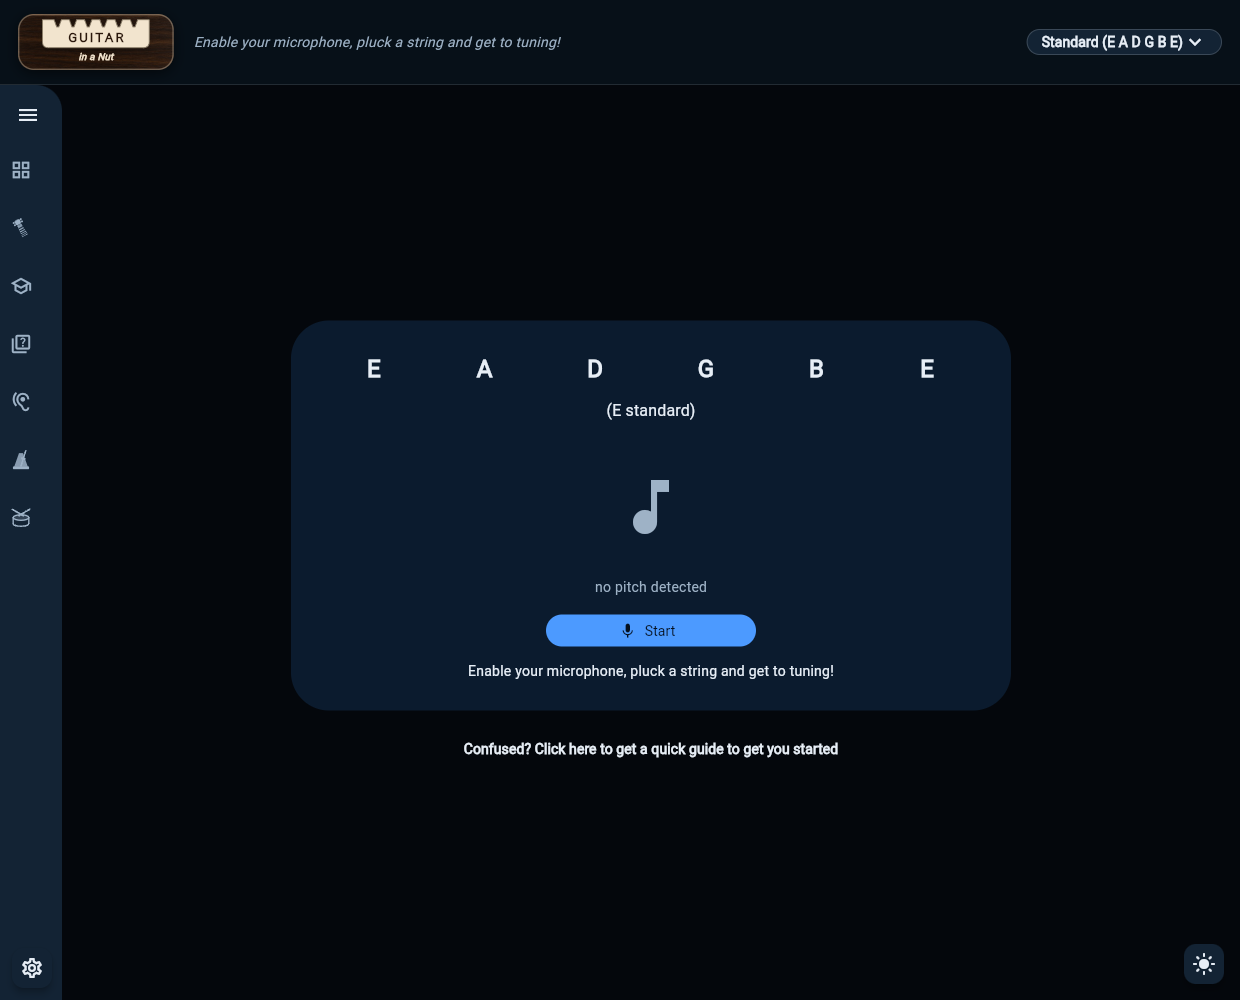 GUITAR
in a Nut
Enable your microphone, pluck a string and get to tuning!
Standard (E A D G B E)
E A D G B E
(E standard)
no pitch detected
Start
Enable your microphone, pluck a string and get to tuning!
Confused? Click here to get a quick guide to get you started